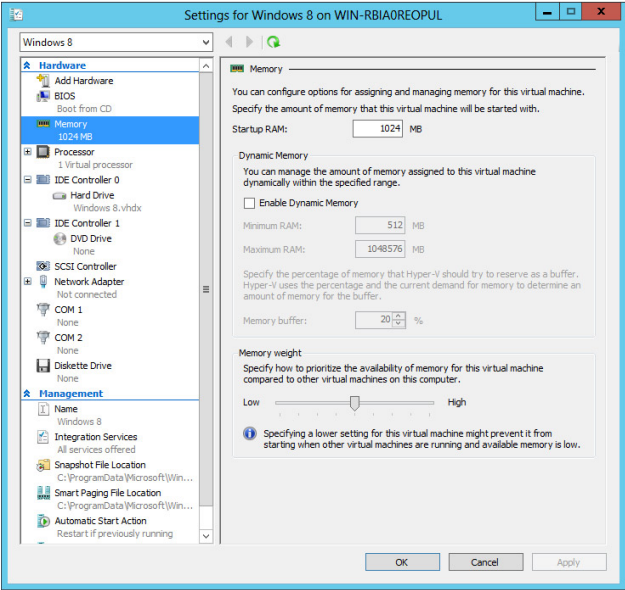 Settings for Windows 8 on WIN-RBIA0REOPUL
Windows 8
Hardware
Add Hardware
BIOS
Boot from CD
Memory
1024 MB
Processor
1 Virtual processor
IDE Controller 0
Hard Drive
Windows 8.vhdx
IDE Controller 1
DVD Drive
None
SCSI Controller
Network Adapter
Not connected
COM 1
None
COM 2
None
Diskette Drive
None
Management
Name
Windows 8
Integration Services
All services offered
Snapshot File Location
C:\ProgramData\Microsoft\Win...
Smart Paging File Location
C:\ProgramData\Microsoft\Win...
Automatic Start Action
Restart if previously running
Memory
You can configure options for assigning and managing memory for this virtual machine.
Specify the amount of memory that this virtual machine will be started with.
Startup RAM: 1024 MB
Dynamic Memory
You can manage the amount of memory assigned to this virtual machine
dynamically within the specified range.
Enable Dynamic Memory
Minimum RAM: 512 MB
Maximum RAM: 1048576 MB
Specify the percentage of memory that Hyper-V should try to reserve as a buffer.
Hyper-V uses the percentage and the current demand for memory to determine an
amount of memory for the buffer.
Memory buffer: 20 %
Memory weight
Specify how to prioritize the availability of memory for this virtual machine
compared to other virtual machines on this computer.
Low High
Specifying a lower setting for this virtual machine might prevent it from
starting when other virtual machines are running and available memory is low.
OK Cancel Apply